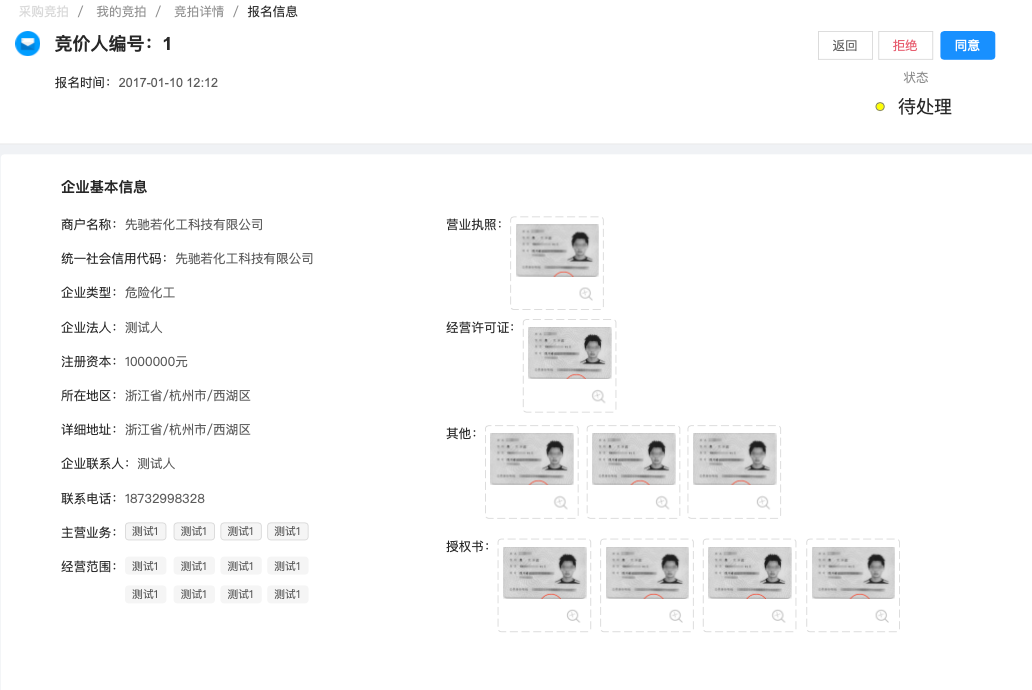 采购竞拍 / 我的竞拍 / 竞拍详情 / 报名信息
竞价人编号：1
返回 拒绝 同意
报名时间：2017-01-10 12:12
状态
待处理
企业基本信息
商户名称：先驰若化工科技有限公司
统一社会信用代码：先驰若化工科技有限公司
企业类型：危险化工
企业法人：测试人
注册资本：1000000元
所在地区：浙江省/杭州市/西湖区
详细地址：浙江省/杭州市/西湖区
企业联系人：测试人
联系电话：18732998328
主营业务：测试1 测试1 测试1 测试1
经营范围：测试1 测试1 测试1 测试1
测试1 测试1 测试1 测试1
营业执照：
经营许可证：
其他：
授权书：